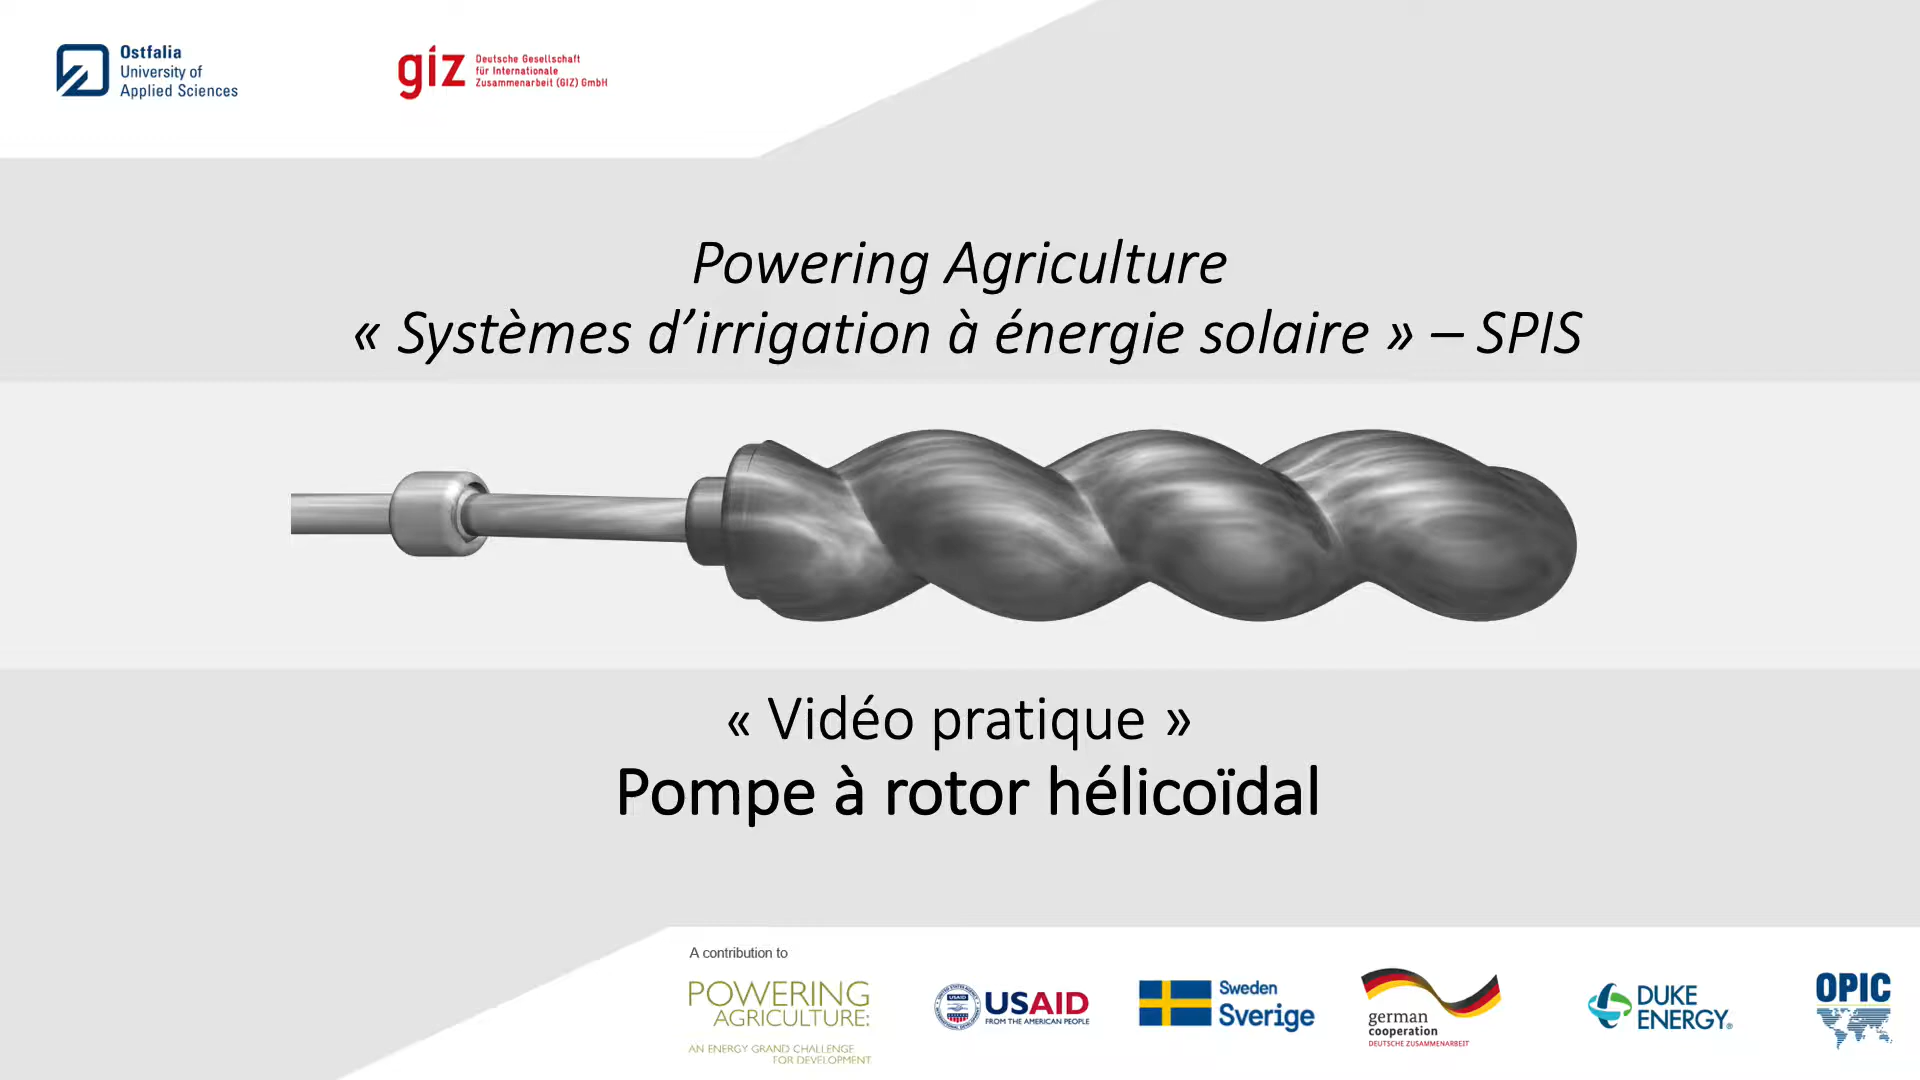 Ostfalia
University of
Applied Sciences
giz
Deutsche Gesellschaft
für Internationale
Zusammenarbeit (GIZ) GmbH
Powering Agriculture
« Systèmes d’irrigation à énergie solaire » – SPIS
« Vidéo pratique »
Pompe à rotor hélicoïdal
A contribution to
POWERING
AGRICULTURE:
AN ENERGY GRAND CHALLENGE
FOR DEVELOPMENT
USAID
USAID
FROM THE AMERICAN PEOPLE
Sweden
Sverige
german
cooperation
DEUTSCHE ZUSAMMENARBEIT
DUKE
ENERGY®
OPIC